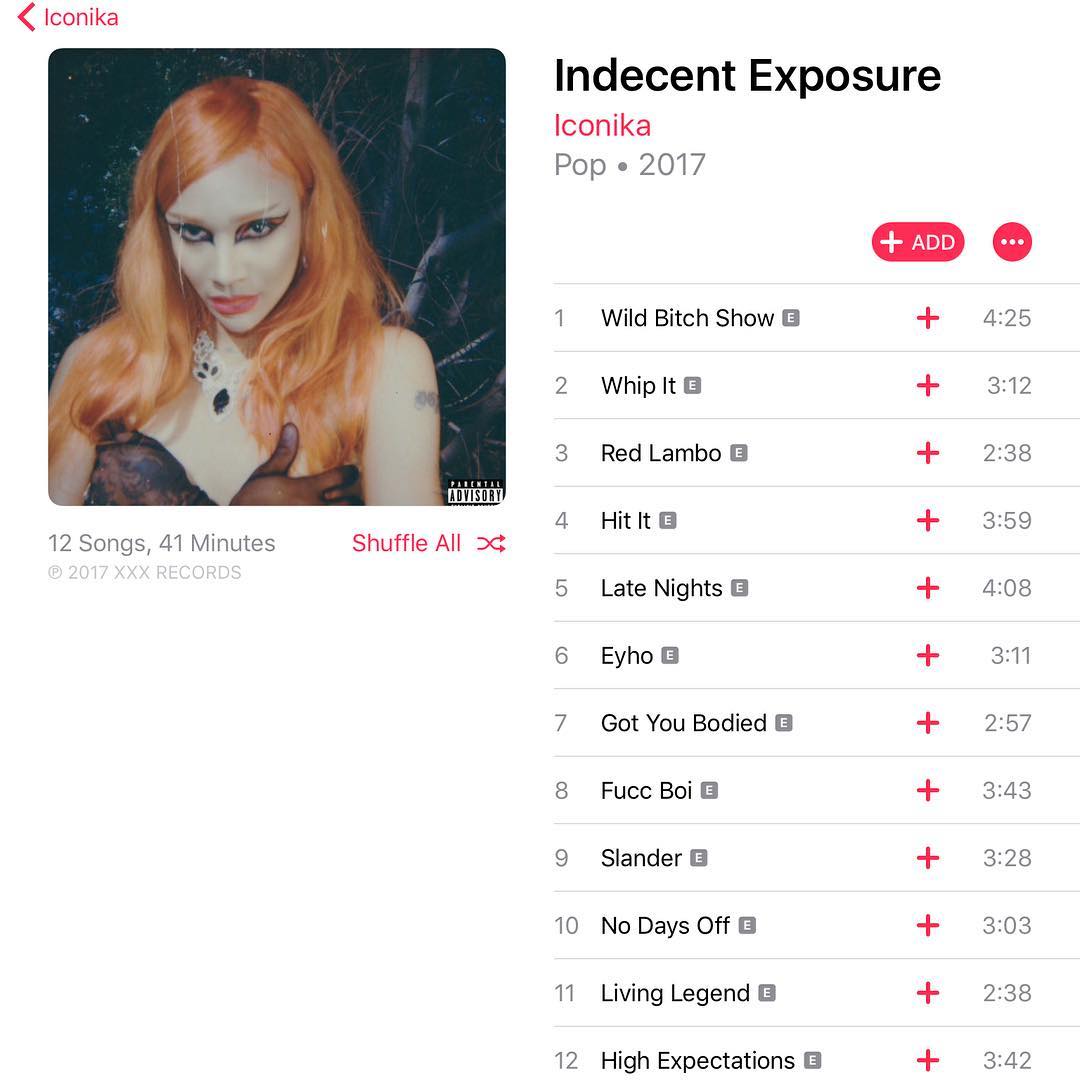 Iconika
Indecent Exposure
Iconika
Pop • 2017
+ ADD
PARENTAL
ADVISORY
12 Songs, 41 Minutes
Shuffle All
℗ 2017 XXX RECORDS
1 Wild Bitch Show E + 4:25
2 Whip It E + 3:12
3 Red Lambo E + 2:38
4 Hit It E + 3:59
5 Late Nights E + 4:08
6 Eyho E + 3:11
7 Got You Bodied E + 2:57
8 Fucc Boi E + 3:43
9 Slander E + 3:28
10 No Days Off E + 3:03
11 Living Legend E + 2:38
12 High Expectations E + 3:42